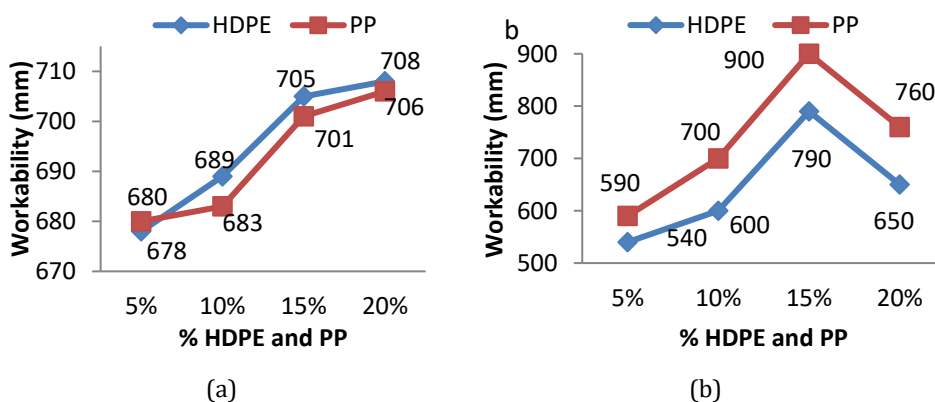 HDPE PP
710
700
690
680
670
Workability (mm)
708
705
706
701
689
683
680
678
5% 10% 15% 20%
% HDPE and PP
(a)
b
HDPE PP
900
800
700
600
500
Workability (mm)
900
760
700
790
590
650
600
540
5% 10% 15% 20%
% HDPE and PP
(b)